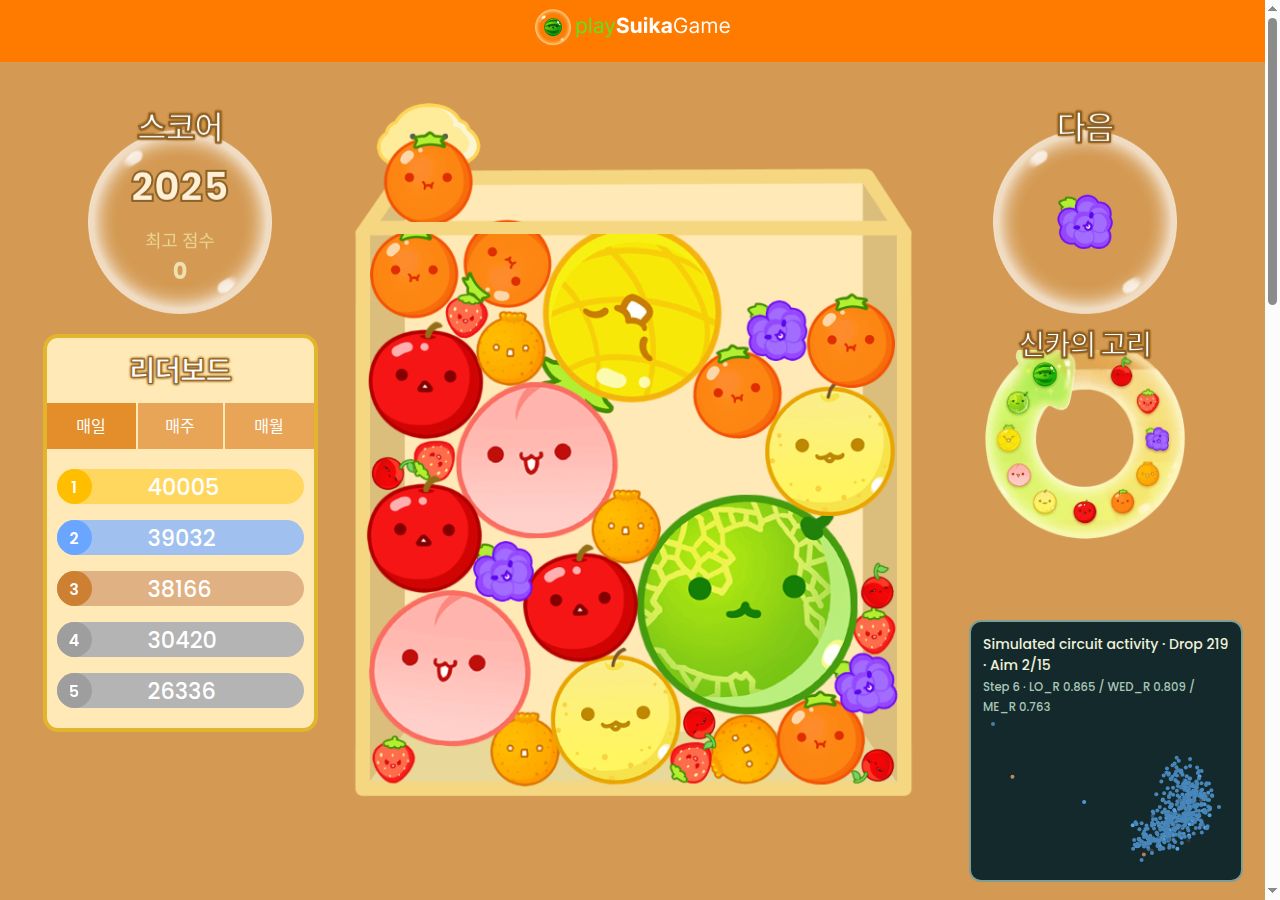 playSuikaGame
스코어
2025
최고 점수
0
리더보드
매일 매주 매월
1 40005
2 39032
3 38166
4 30420
5 26336
다음
신카의 고리
Simulated circuit activity · Drop 219
· Aim 2/15
Step 6 · LO_R 0.865 / WED_R 0.809 /
ME_R 0.763